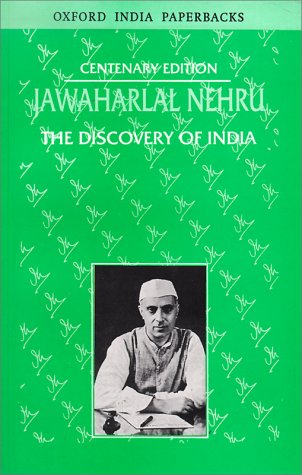 OXFORD INDIA PAPERBACKS
CENTENARY EDITION
JAWAHARLAL NEHRU
THE DISCOVERY OF INDIA